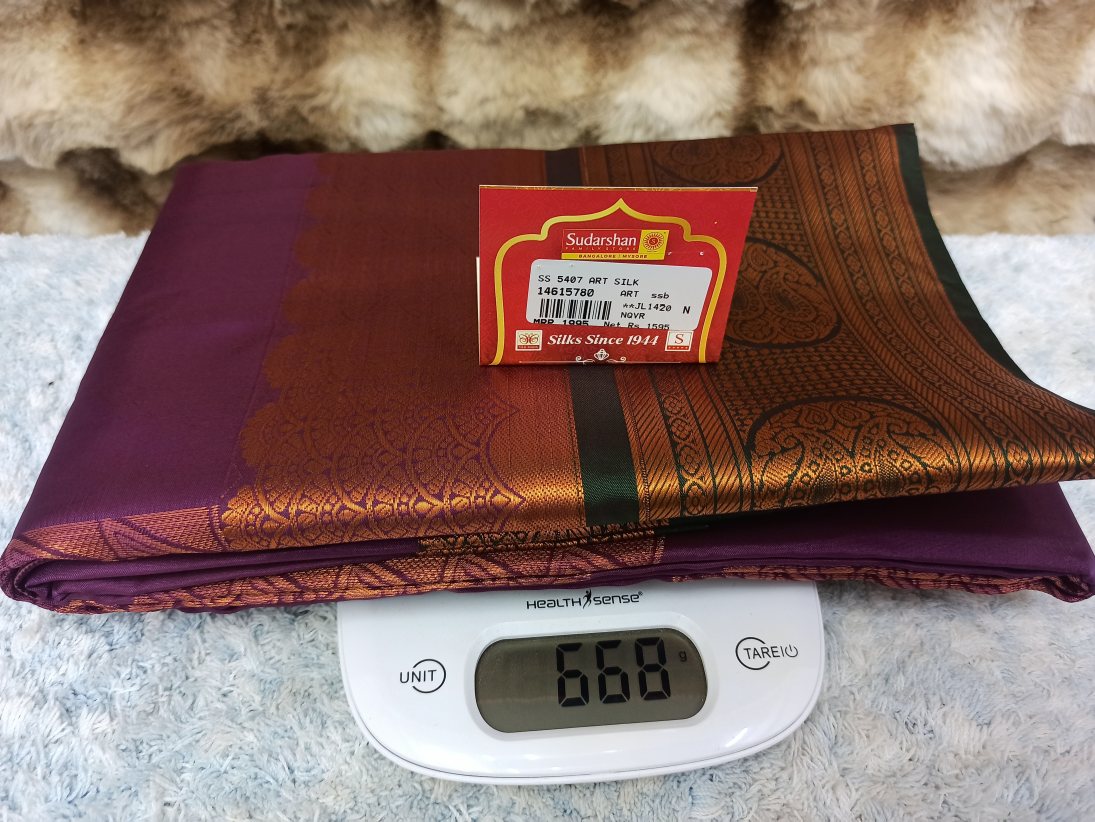 Sudarshan
FAMILY STORE
BANGALORE | MYSORE
SS 5407 ART SILK
14615780 ART ssb
**JL1420 N
NQVR
MRP 1995 Net Rs 1595
Silks Since 1944
S
HEALTH SENSE®
UNIT
668 g
TARE